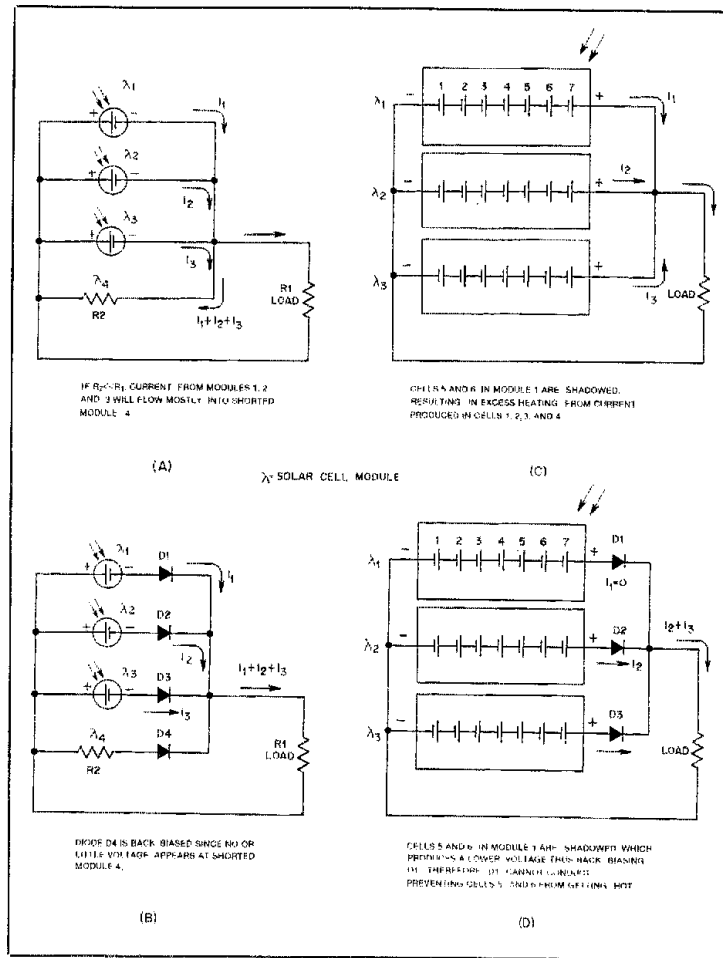 λ1
I1
+ −
λ2
+ −
I2
λ3
+ −
I3
λ4
R2
I1+I2+I3
R1
LOAD
IF R2<<R1, CURRENT FROM MODULES 1, 2
AND 3 WILL FLOW MOSTLY INTO SHORTED
MODULE 4
(A)
1 2 3 4 5 6 7
λ1 − +
I1
λ2 − +
I2
λ3 − +
I3
LOAD
CELLS 5 AND 6 IN MODULE 1 ARE SHADOWED,
RESULTING IN EXCESS HEATING FROM CURRENT
PRODUCED IN CELLS 1, 2, 3, AND 4
(C)
λ= SOLAR CELL MODULE
λ1 D1
+ −
I1
λ2 D2
+ −
I2
λ3 D3
+ −
I3
I1+I2+I3
λ4 D4
R2
R1
LOAD
DIODE D4 IS BACK BIASED SINCE NO OR
LITTLE VOLTAGE APPEARS AT SHORTED
MODULE 4.
(B)
1 2 3 4 5 6 7
λ1 − + D1
I1=0
λ2 − + D2
I2
I2+I3
λ3 − + D3
LOAD
CELLS 5 AND 6 IN MODULE 1 ARE SHADOWED WHICH
PRODUCES A LOWER VOLTAGE THUS BACK BIASING
D1. THEREFORE D1 CANNOT CONDUCT
PREVENTING CELLS 5 AND 6 FROM GETTING HOT
(D)